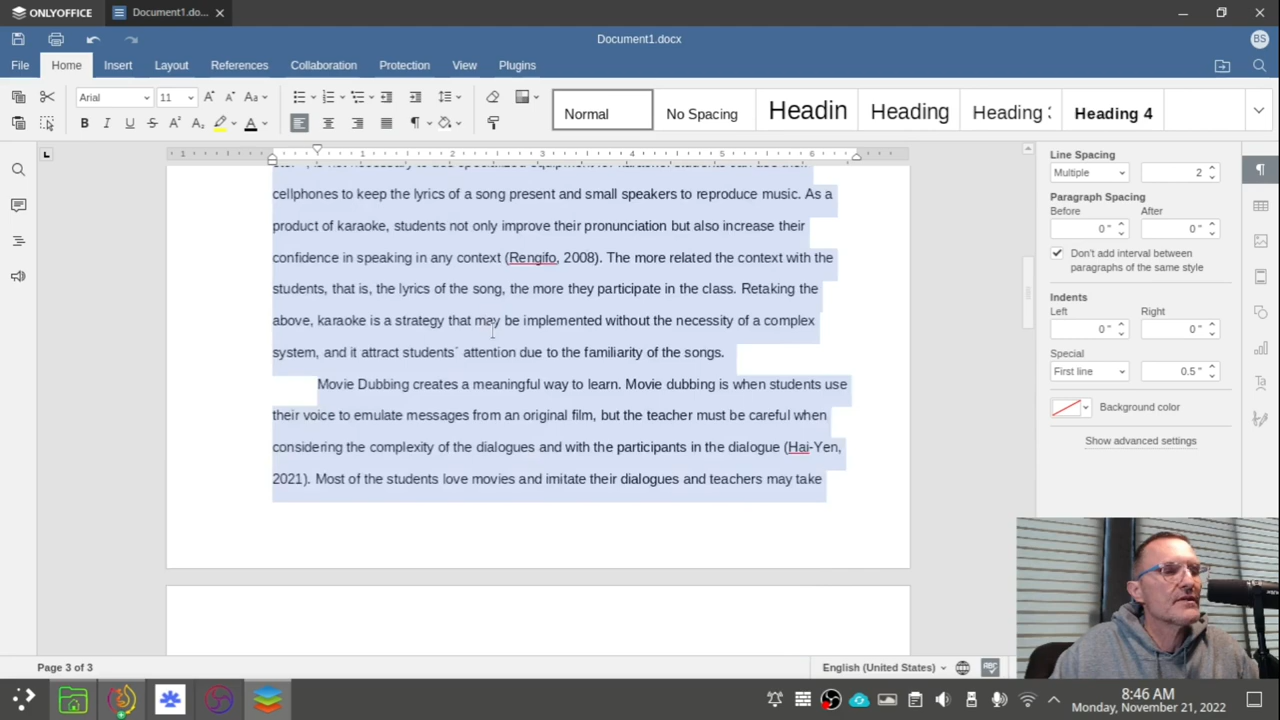 ONLYOFFICE
Document1.do...
Document1.docx
BS
File Home Insert Layout References Collaboration Protection View Plugins
Arial 11
Normal No Spacing Headin Heading Heading Heading 4
1 1 2 3 4 5 6
cellphones to keep the lyrics of a song present and small speakers to reproduce music. As a
product of karaoke, students not only improve their pronunciation but also increase their
confidence in speaking in any context (Rengifo, 2008). The more related the context with the
students, that is, the lyrics of the song, the more they participate in the class. Retaking the
above, karaoke is a strategy that may be implemented without the necessity of a complex
system, and it attract students´ attention due to the familiarity of the songs.
Movie Dubbing creates a meaningful way to learn. Movie dubbing is when students use
their voice to emulate messages from an original film, but the teacher must be careful when
considering the complexity of the dialogues and with the participants in the dialogue (Hai-Yen,
2021). Most of the students love movies and imitate their dialogues and teachers may take
Line Spacing
Multiple 2
Paragraph Spacing
Before After
0 " 0 "
Don't add interval between
paragraphs of the same style
Indents
Left Right
0 " 0 "
Special
First line 0.5 "
Background color
Show advanced settings
Page 3 of 3
English (United States)
8:46 AM
Monday, November 21, 2022